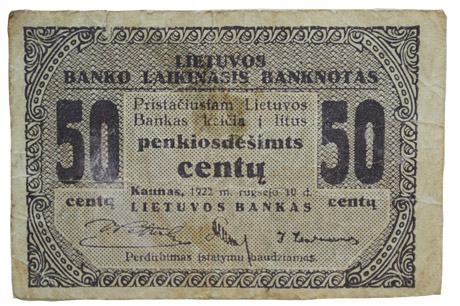 LIETUVOS
BANKO LAIKINASIS BANKNOTAS
50
centų
Pristačiusiam Lietuvos
Bankas keičia į litus
penkiosdešimts
centų
Kaunas, 1922 m. rugsėjo 10 d.
LIETUVOS BANKAS
50
centų
Perdirbimas įstatymų baudžiamas.